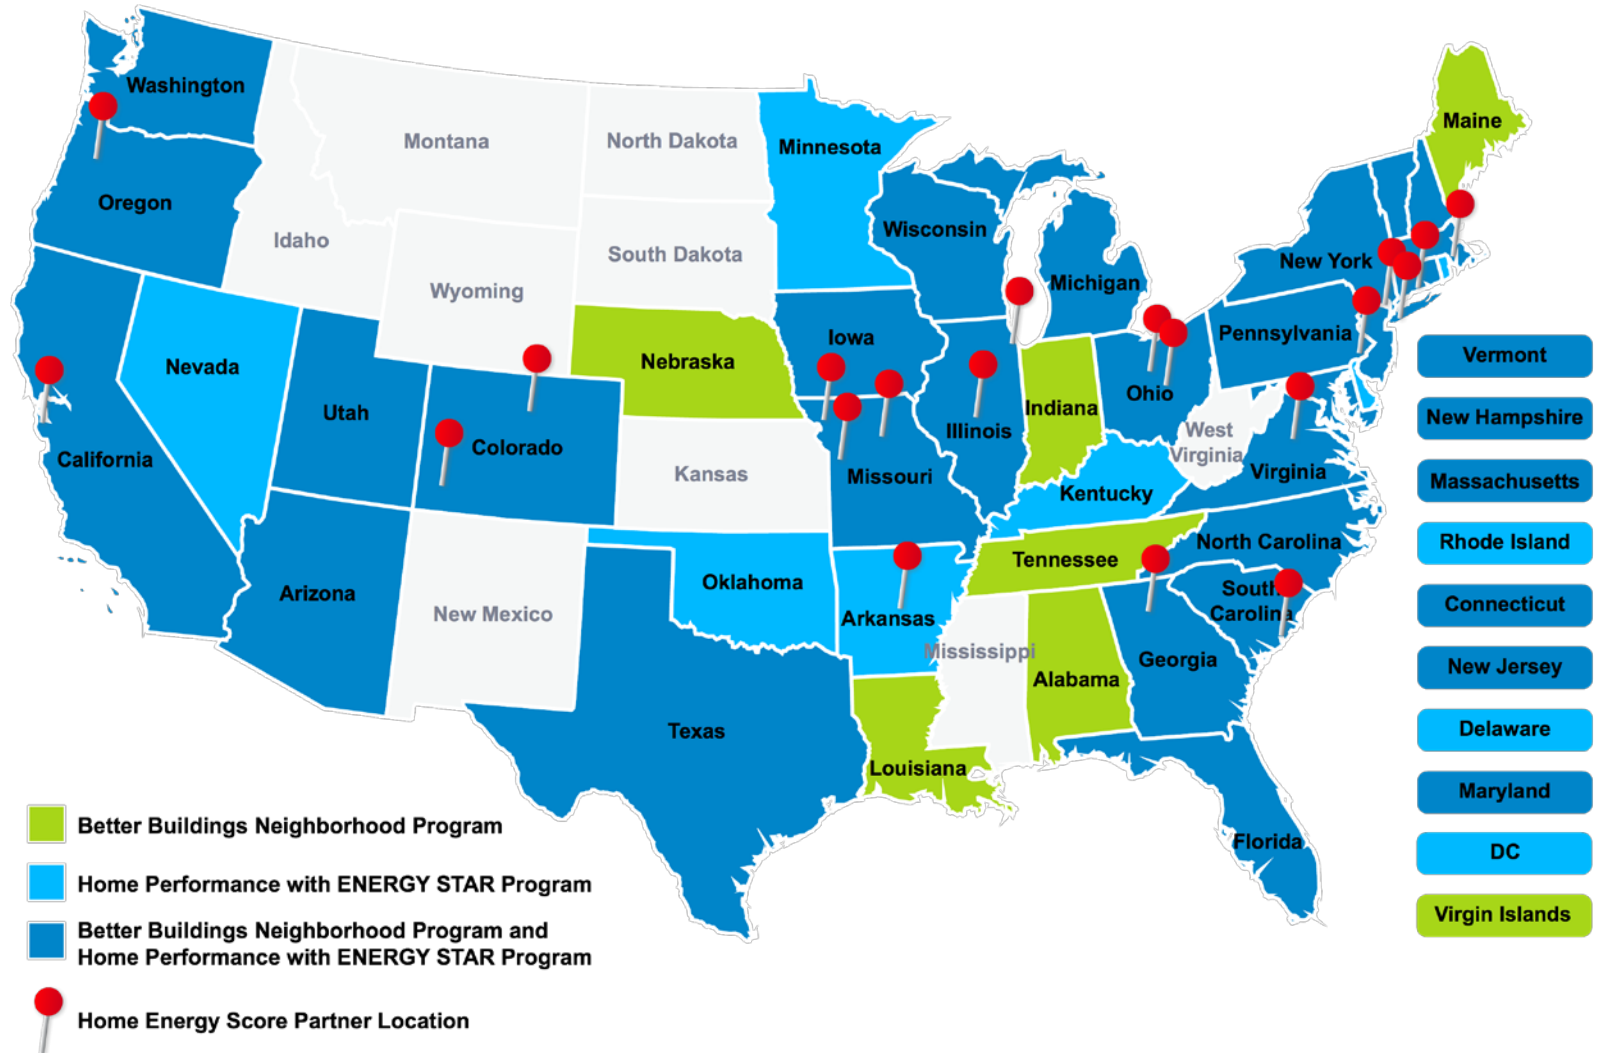 Washington
Montana
North Dakota
Minnesota
Maine
Oregon
Idaho
South Dakota
Wisconsin
Wyoming
Michigan
New York
Nevada
Nebraska
Iowa
Pennsylvania
Utah
Colorado
Illinois
Indiana
Ohio
California
Kansas
Missouri
West
Virginia
Virginia
Kentucky
Arizona
New Mexico
Oklahoma
Arkansas
Tennessee
North Carolina
South
Carolina
Mississippi
Alabama
Georgia
Texas
Louisiana
Florida
Vermont
New Hampshire
Massachusetts
Rhode Island
Connecticut
New Jersey
Delaware
Maryland
DC
Virgin Islands
Better Buildings Neighborhood Program
Home Performance with ENERGY STAR Program
Better Buildings Neighborhood Program and
Home Performance with ENERGY STAR Program
Home Energy Score Partner Location